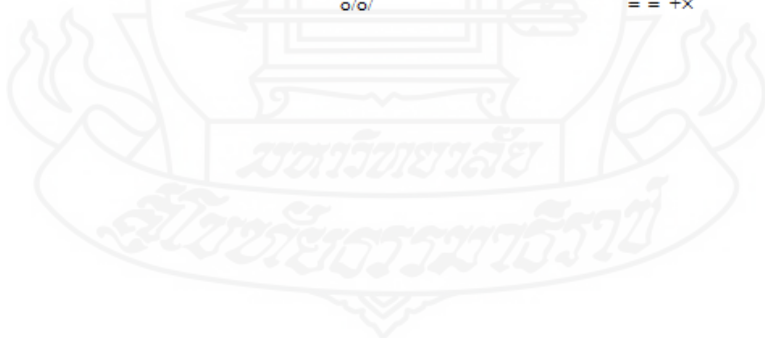 o/o/ = = +×
มหาวิทยาลัย
สุโขทัยธรรมาธิราช